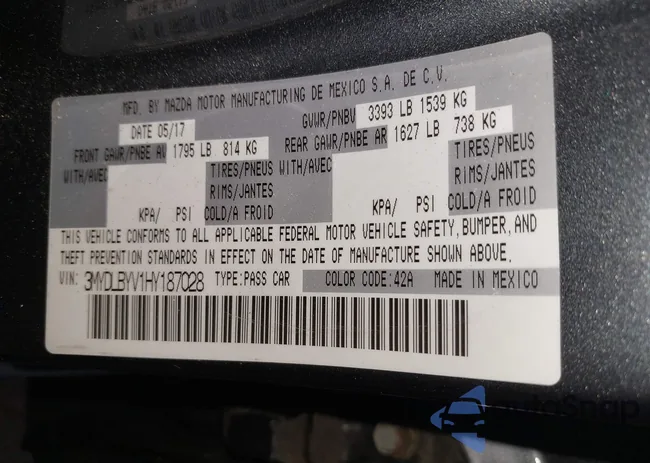 MFD. BY MAZDA MOTOR MANUFACTURING DE MEXICO S.A. DE C.V.
DATE 05/17 GVWR/PNBV 3393 LB 1539 KG
FRONT GAWR/PNBE AV 1795 LB 814 KG REAR GAWR/PNBE AR 1627 LB 738 KG
WITH/AVEC TIRES/PNEUS WITH/AVEC TIRES/PNEUS
RIMS/JANTES RIMS/JANTES
KPA/ PSI COLD/A FROID KPA/ PSI COLD/A FROID
THIS VEHICLE CONFORMS TO ALL APPLICABLE FEDERAL MOTOR VEHICLE SAFETY, BUMPER, AND
THEFT PREVENTION STANDARDS IN EFFECT ON THE DATE OF MANUFACTURE SHOWN ABOVE.
VIN: 3MYDLBYV1HY187028 TYPE: PASS CAR COLOR CODE: 42A MADE IN MEXICO
AutoSnap